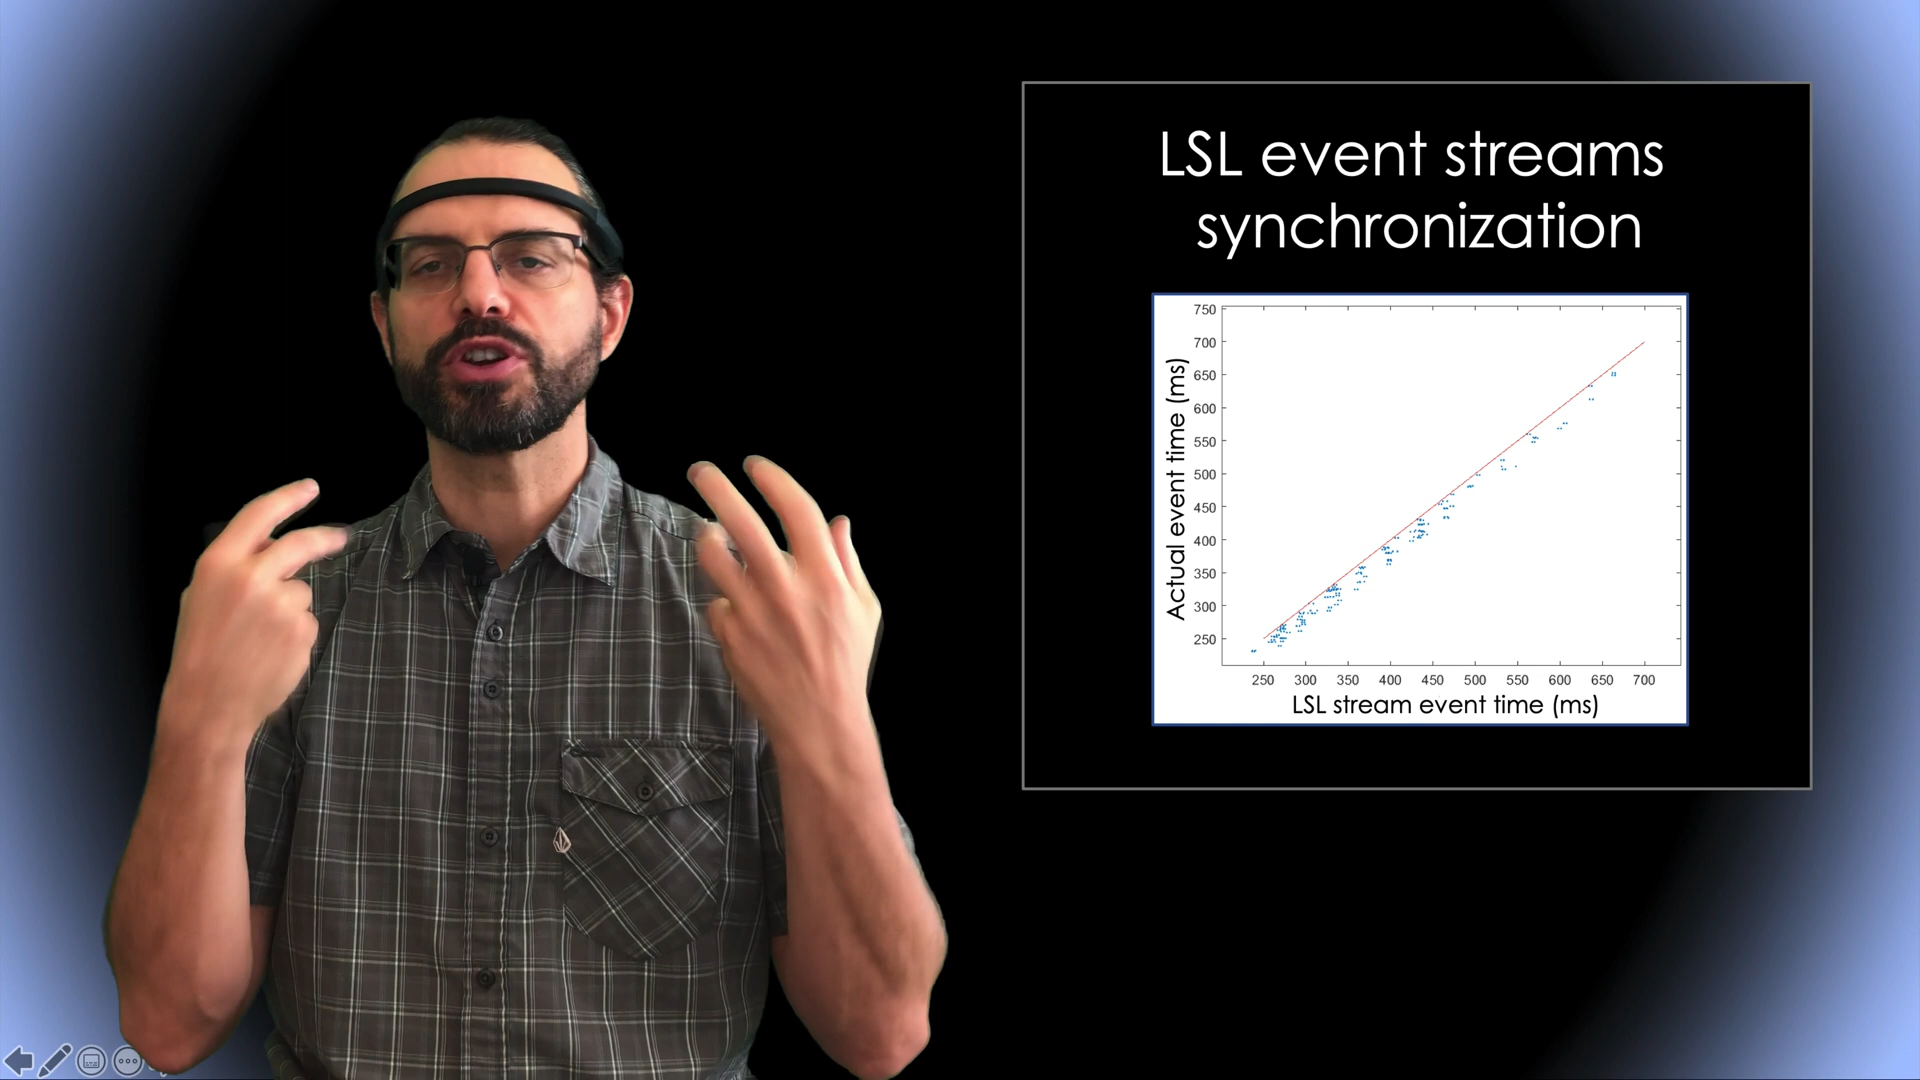 LSL event streams
synchronization
750
700
650
600
550
500
450
400
350
300
250
Actual event time (ms)
250 300 350 400 450 500 550 600 650 700
LSL stream event time (ms)